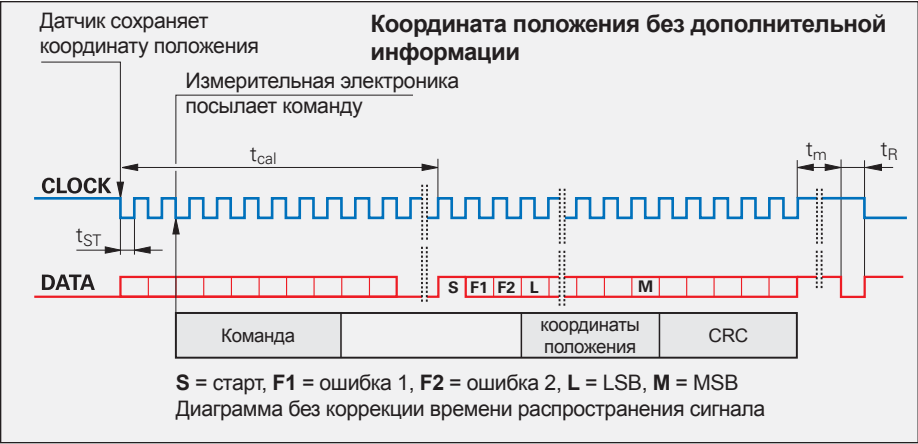 Датчик сохраняет
координату положения
Координата положения без дополнительной
информации
Измерительная электроника
посылает команду
tcal
tm
tR
CLOCK
tST
DATA
S F1 F2 L M
Команда
координаты
положения
CRC
S = старт, F1 = ошибка 1, F2 = ошибка 2, L = LSB, M = MSB
Диаграмма без коррекции времени распространения сигнала